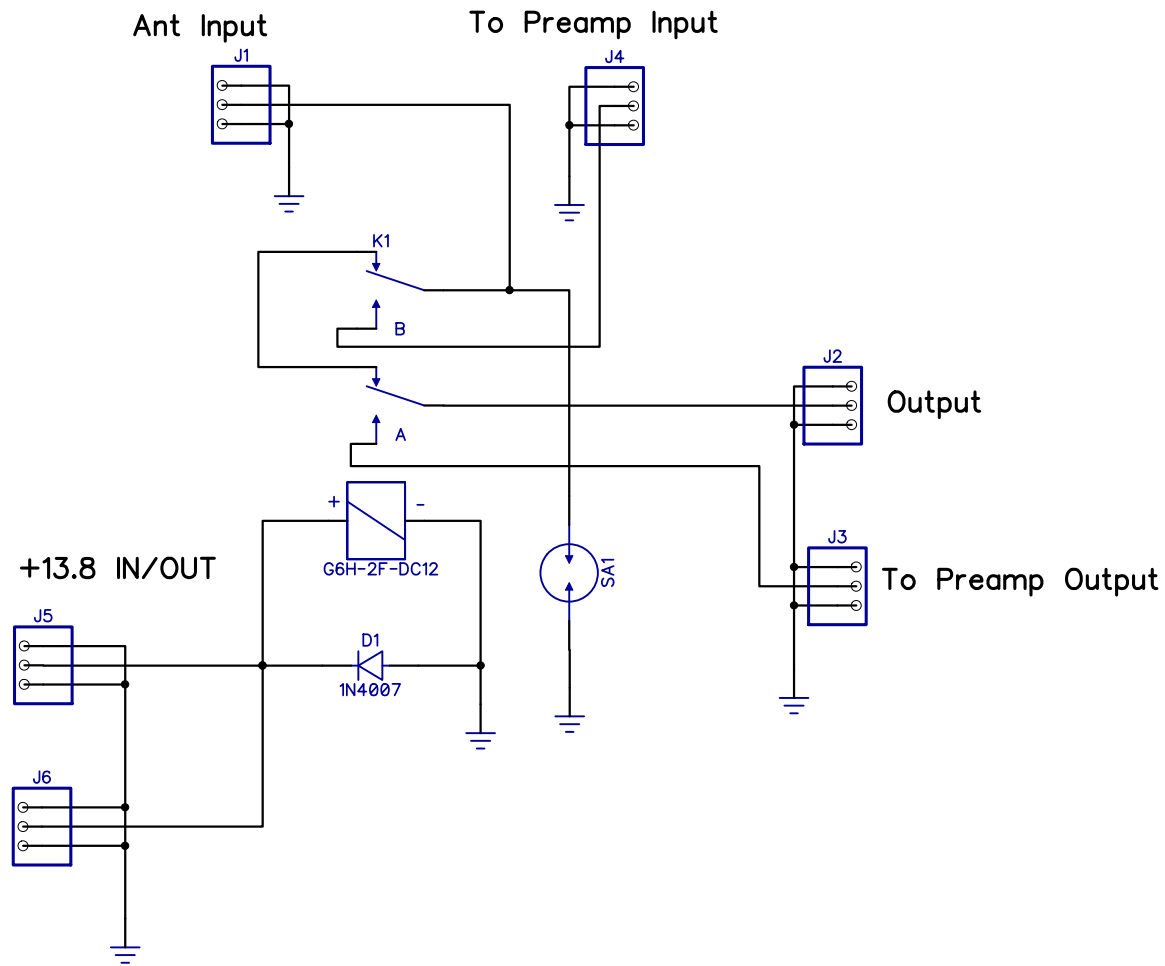 Ant Input
To Preamp Input
J1
J4
K1
B
J2
Output
A
+ -
J3
G6H-2F-DC12
SA1
+13.8 IN/OUT
To Preamp Output
J5
D1
1N4007
J6